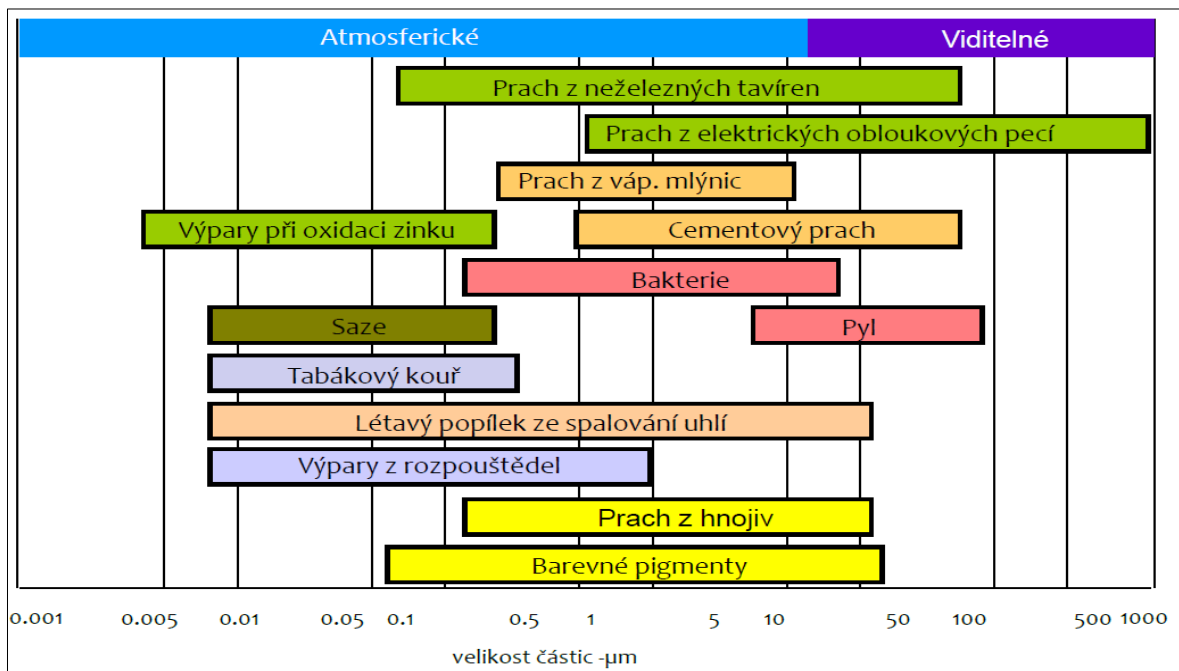 Atmosferické Viditelné
Prach z neželezných tavíren
Prach z elektrických obloukových pecí
Prach z váp. mlýnic
Výpary při oxidaci zinku Cementový prach
Bakterie
Saze Pyl
Tabákový kouř
Létavý popílek ze spalování uhlí
Výpary z rozpouštědel
Prach z hnojiv
Barevné pigmenty
0.001 0.005 0.01 0.05 0.1 0.5 1 5 10 50 100 500 1000
velikost částic -µm